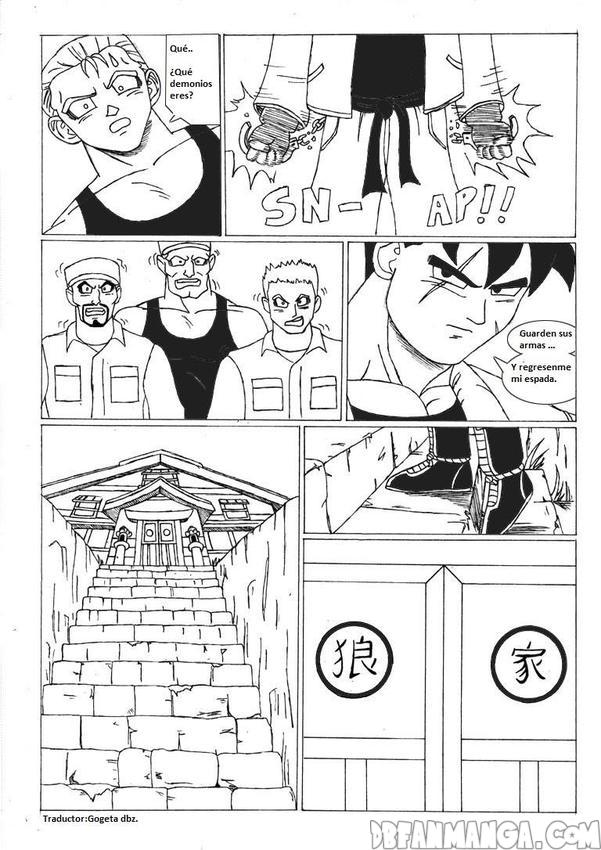 Qué..
¿Qué
demonios
eres?
SN- AP!!
Guarden sus
armas ...
Y regresenme
mi espada.
狼 家
Traductor:Gogeta dbz.
DBFANMANGA.COM